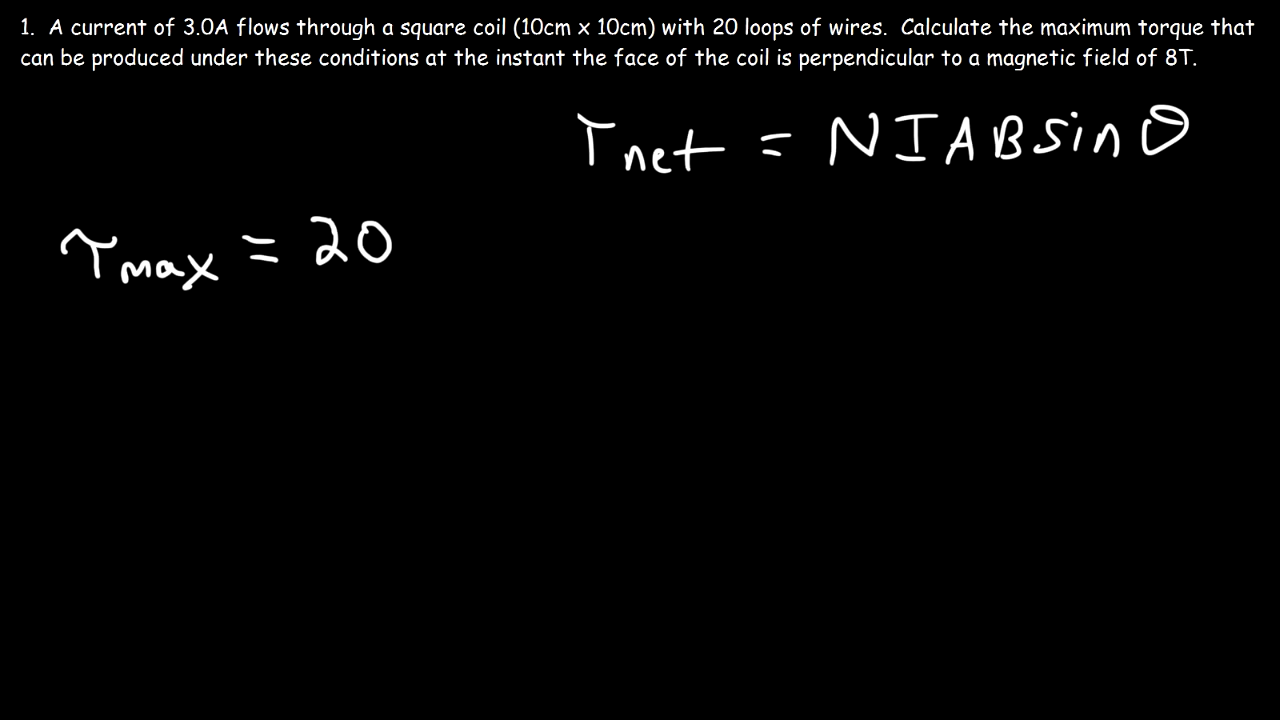 1. A current of 3.0A flows through a square coil (10cm x 10cm) with 20 loops of wires. Calculate the maximum torque that
can be produced under these conditions at the instant the face of the coil is perpendicular to a magnetic field of 8T.
τnet = NIABsinθ
τmax = 20